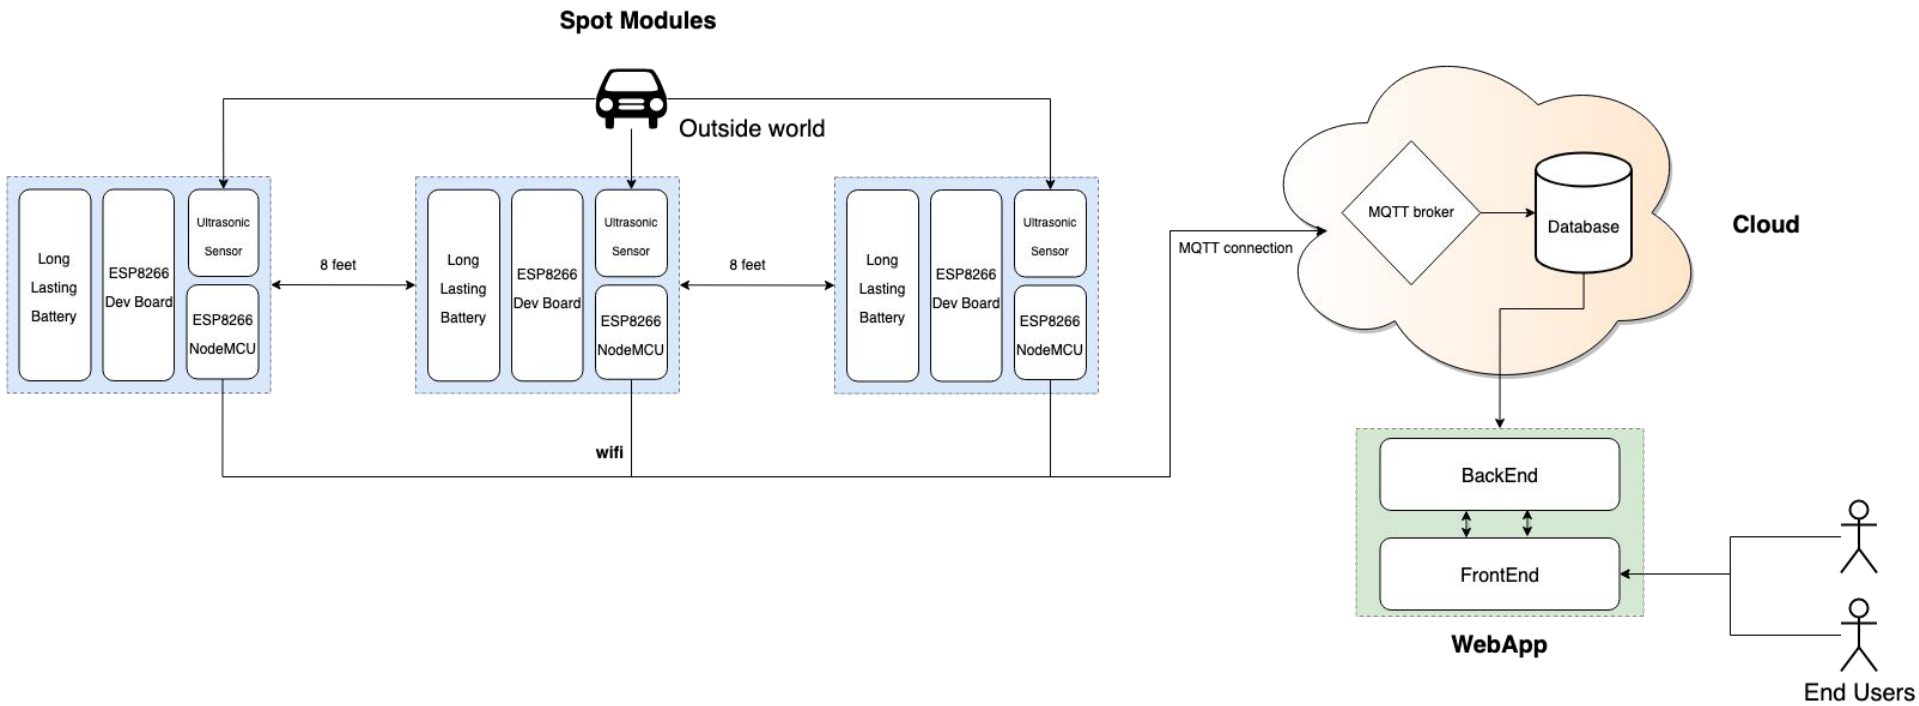 Spot Modules
Outside world
Long
Lasting
Battery
ESP8266
Dev Board
Ultrasonic
Sensor
ESP8266
NodeMCU
8 feet
Long
Lasting
Battery
ESP8266
Dev Board
Ultrasonic
Sensor
ESP8266
NodeMCU
8 feet
Long
Lasting
Battery
ESP8266
Dev Board
Ultrasonic
Sensor
ESP8266
NodeMCU
wifi
MQTT connection
MQTT broker
Database
Cloud
BackEnd
FrontEnd
WebApp
End Users